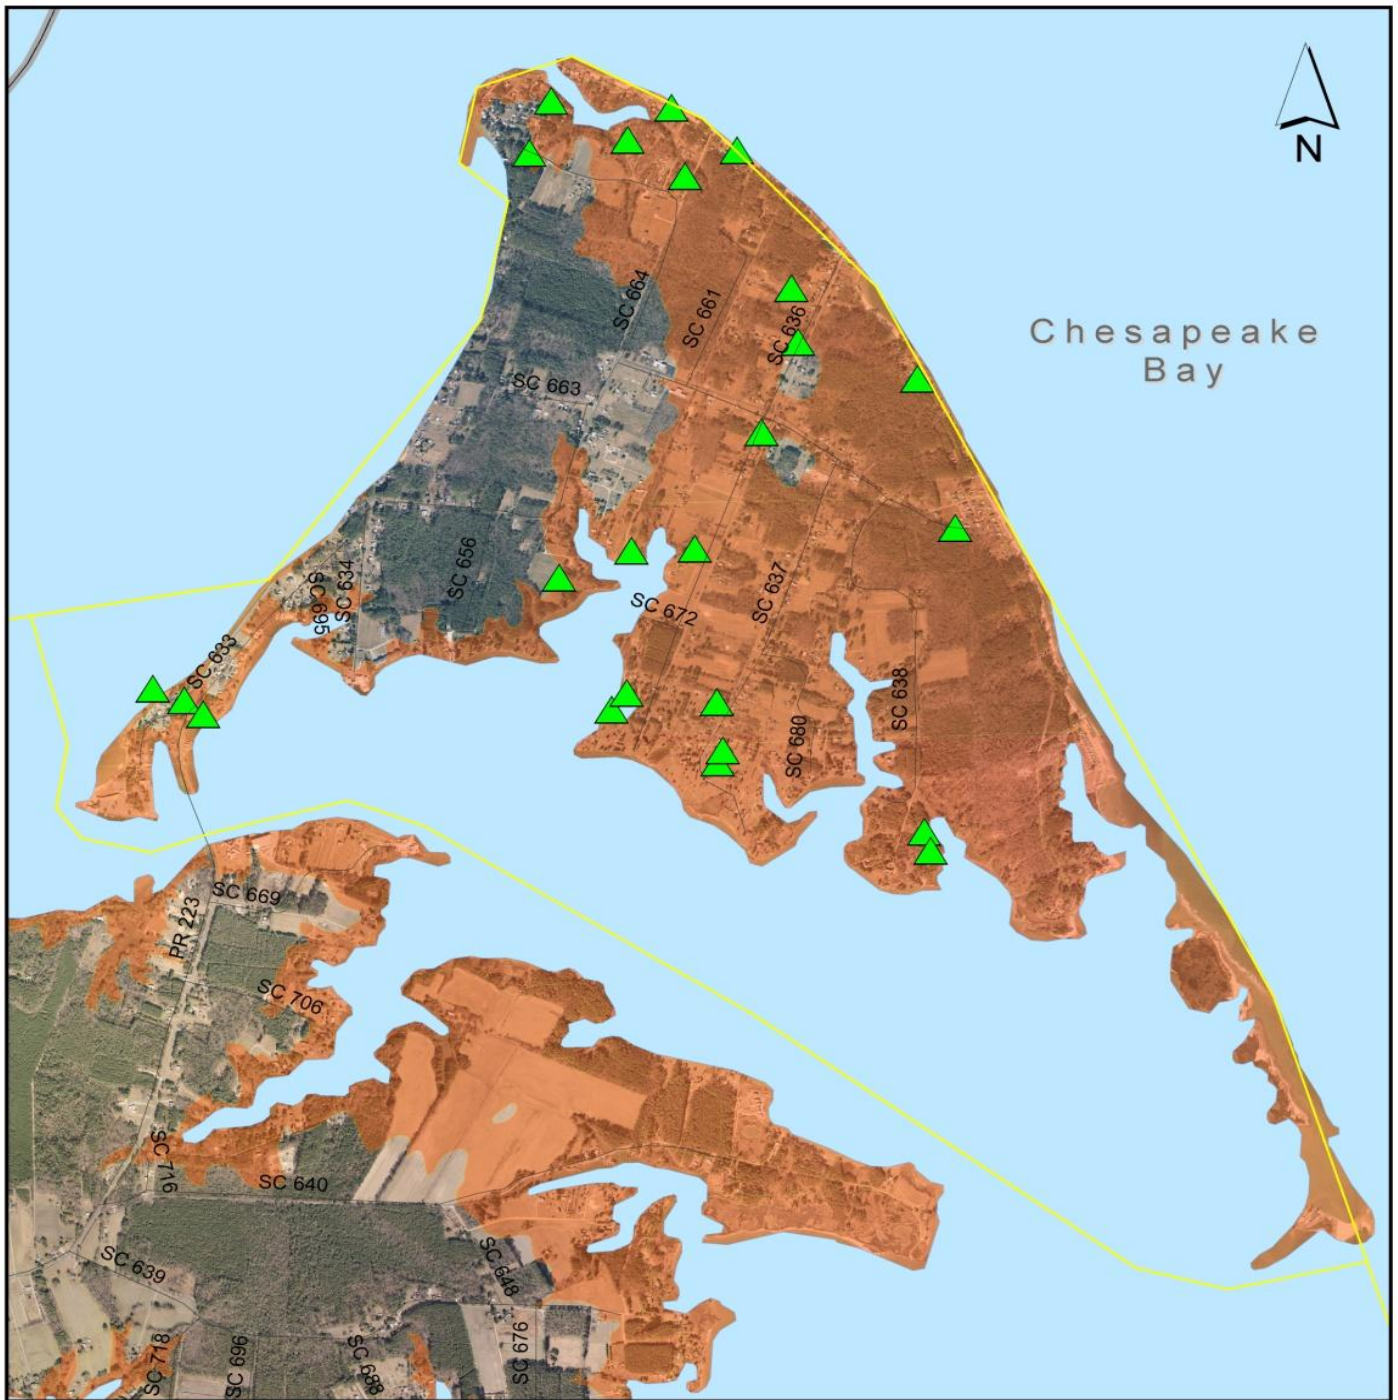 N
SC 664
SC 661
SC 636
Chesapeake
Bay
SC 663
SC 656
SC 634
SC 695
SC 637
SC 672
SC 633
SC 638
SC 680
SC 669
PR 223
SC 706
SC 716
SC 640
SC 639
SC 648
SC 718
SC 696
SC 688
SC 676